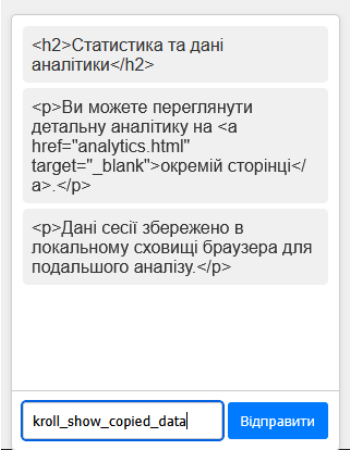 <h2>Статистика та дані
аналітики</h2>
<p>Ви можете переглянути
детальну аналітику на <a
href="analytics.html"
target="_blank">окремій сторінці</
a>.</p>
<p>Дані сесії збережено в
локальному сховищі браузера для
подальшого аналізу.</p>
kroll_show_copied_data
Відправити